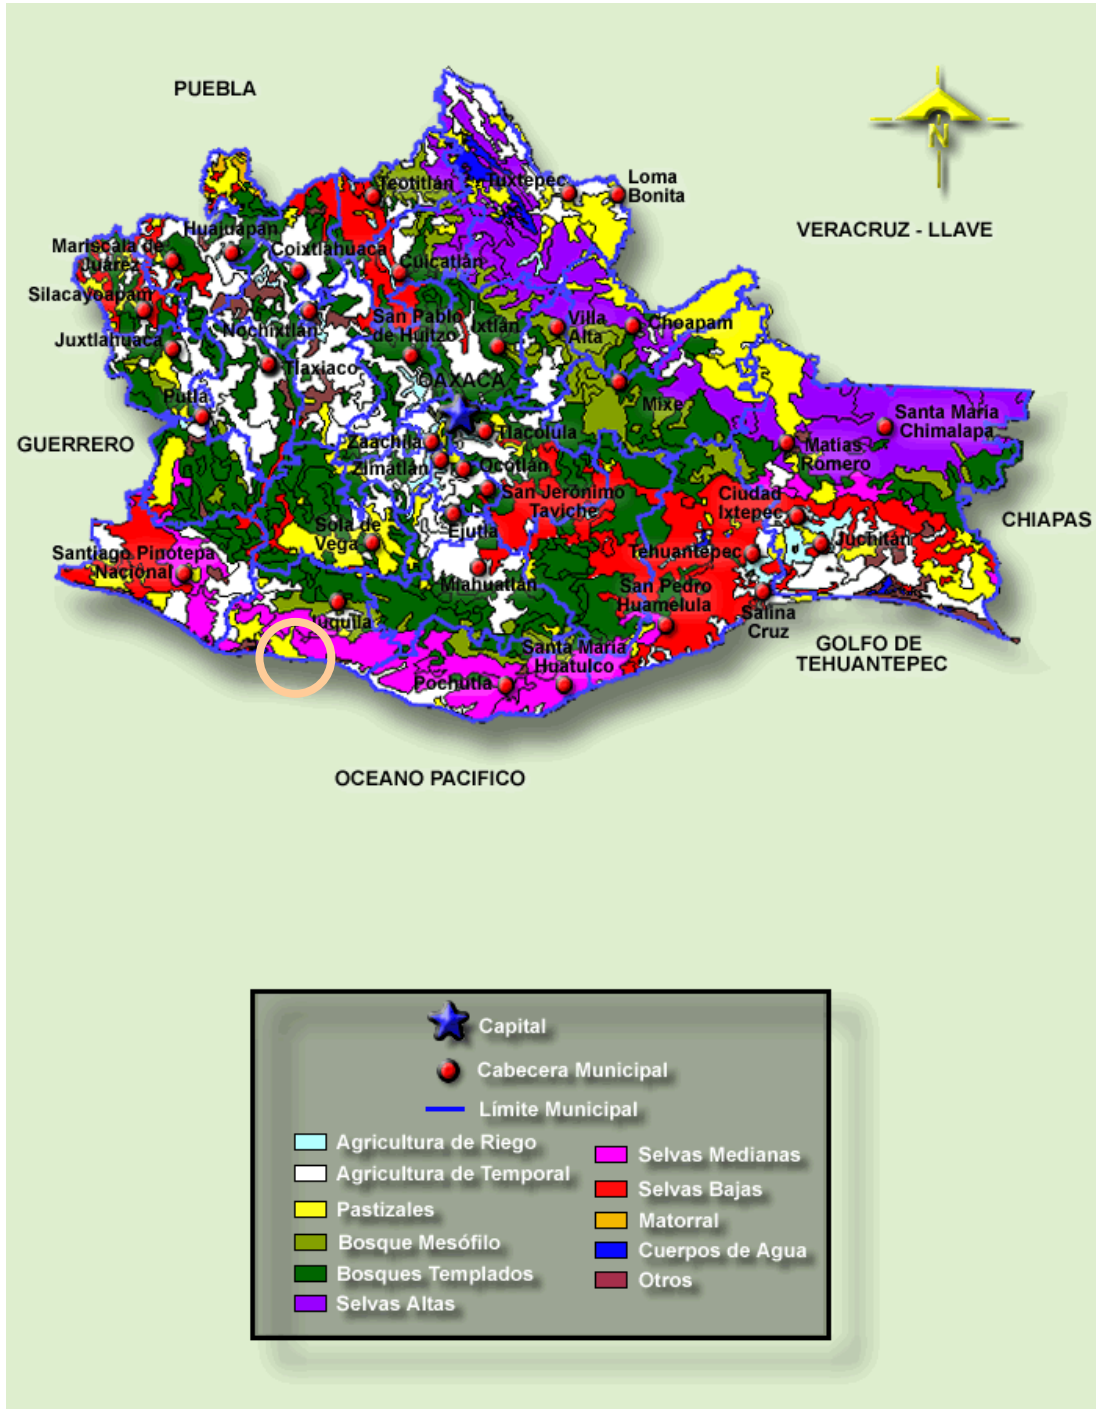 PUEBLA
N
VERACRUZ - LLAVE
Teotitlán
Tuxtepec
Loma
Bonita
Huajuapan
Mariscala de
Juárez
Coixtlahuaca
Cuicatlán
Silacayoapam
Nochixtlán
San Pablo
de Huitzo
Ixtlán
Villa
Alta
Choapam
Juxtlahuaca
Tlaxiaco
OAXACA
Putla
Mixe
Santa María
Chimalapa
GUERRERO
Zaachila
Tlacolula
Zimatlán
Ocotlán
Matías
Romero
San Jerónimo
Taviche
Ciudad
Ixtepec
CHIAPAS
Sola de
Vega
Ejutla
Juchitán
Santiago Pinotepa
Nacional
Tehuantepec
Miahuatlán
San Pedro
Huamelula
Salina
Cruz
Juquila
GOLFO DE
TEHUANTEPEC
Santa María
Huatulco
Pochutla
OCEANO PACIFICO
Capital
Cabecera Municipal
Límite Municipal
Agricultura de Riego
Agricultura de Temporal
Pastizales
Bosque Mesófilo
Bosques Templados
Selvas Altas
Selvas Medianas
Selvas Bajas
Matorral
Cuerpos de Agua
Otros